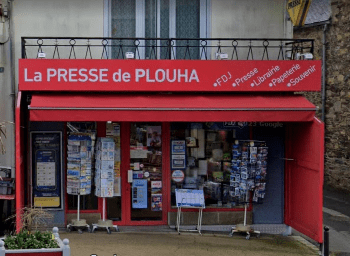 La PRESSE de PLOUHA
•FDJ •Presse
•Librairie
•Papeterie
•Souvenir